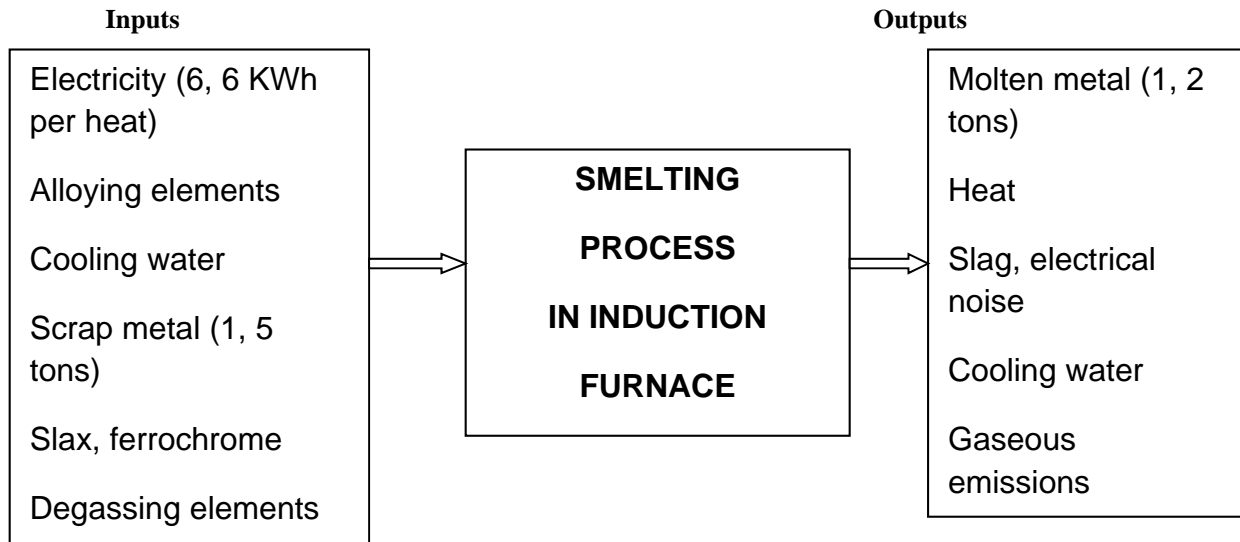 Inputs
Outputs
Electricity (6, 6 KWh
per heat)
Alloying elements
Cooling water
Scrap metal (1, 5
tons)
Slax, ferrochrome
Degassing elements
SMELTING
PROCESS
IN INDUCTION
FURNACE
Molten metal (1, 2
tons)
Heat
Slag, electrical
noise
Cooling water
Gaseous
emissions